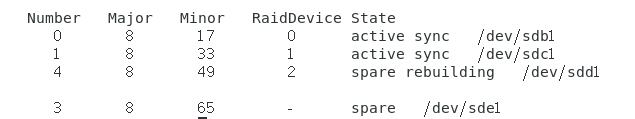 Number Major Minor RaidDevice State
0 8 17 0 active sync /dev/sdb1
1 8 33 1 active sync /dev/sdc1
4 8 49 2 spare rebuilding /dev/sdd1
3 8 65 - spare /dev/sde1